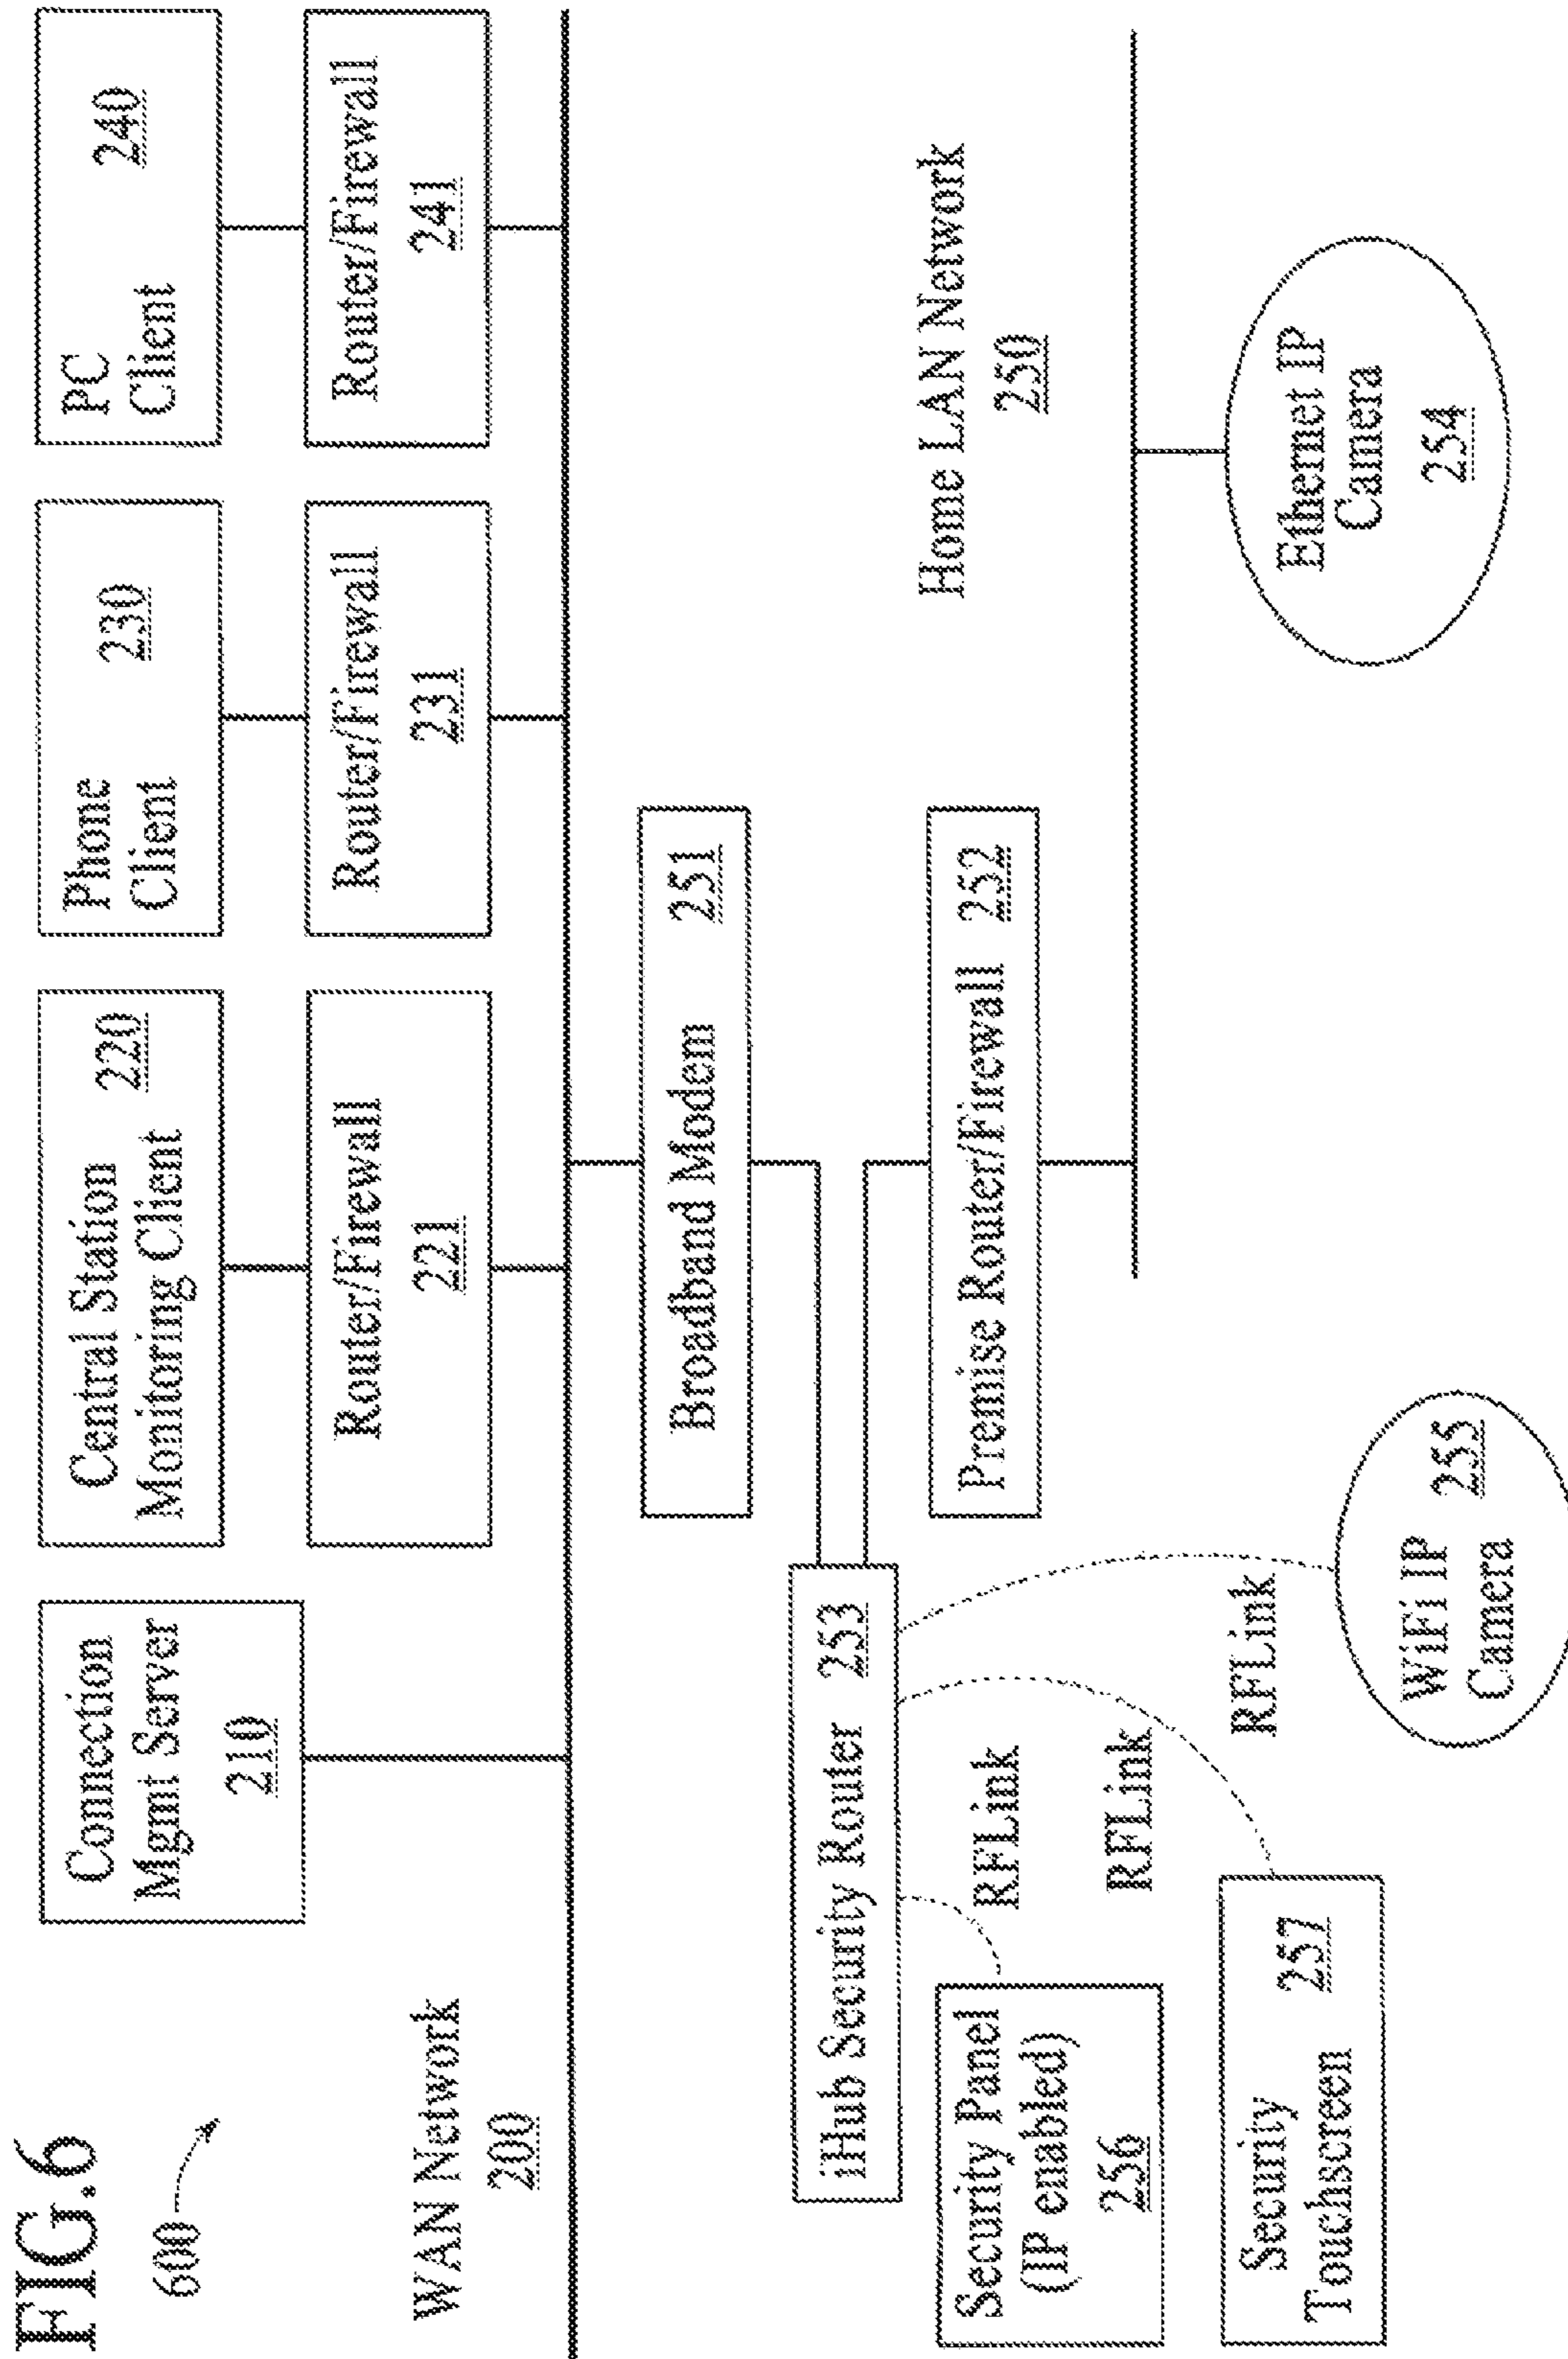 FIG.6
600
WAN Network
200
Connection
Mgmt Server
210
Central Station
Monitoring Client
220
Router/Firewall
221
Phone
Client
230
Router/Firewall
231
PC
Client
240
Router/Firewall
241
Broadband Modem 251
iHub Security Router 253
Premise Router/Firewall 252
Home LAN Network
250
Security Panel
(IP enabled)
256
RFLink
RFLink
RFLink
Security
Touchscreen
257
WiFi IP
Camera
255
Ethernet IP
Camera
254